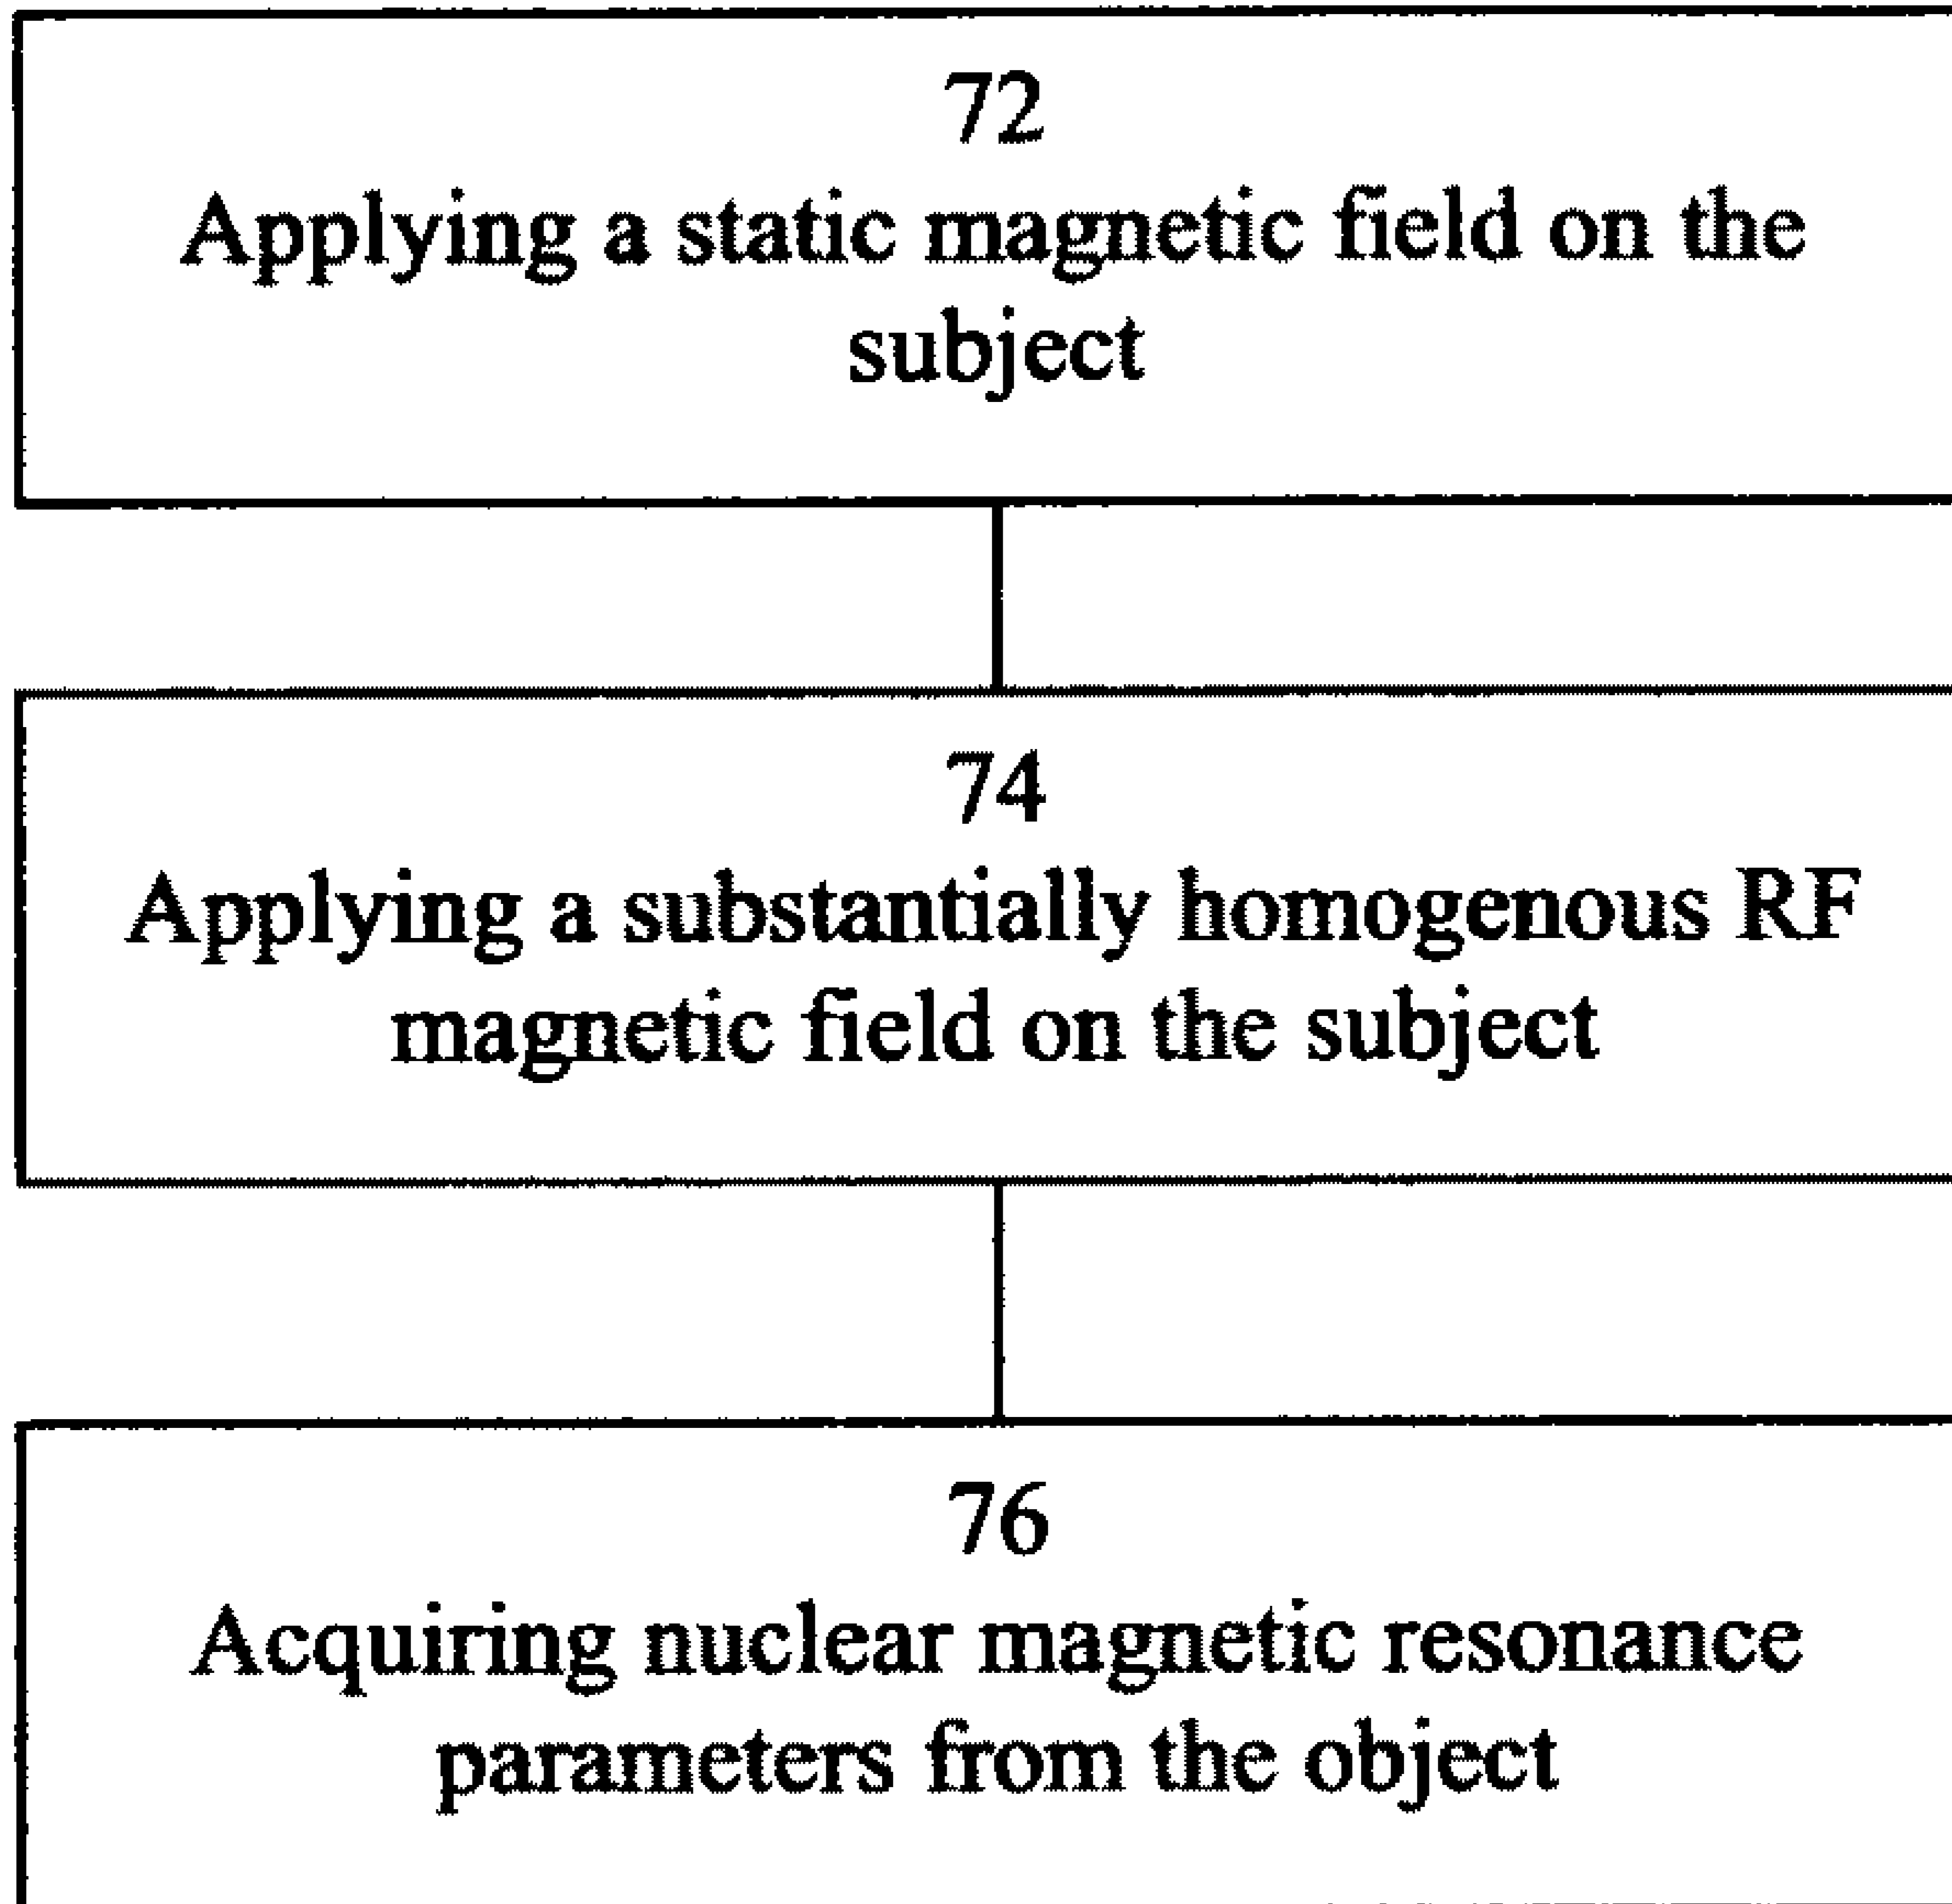 72
Applying a static magnetic field on the
subject
74
Applying a substantially homogenous RF
magnetic field on the subject
76
Acquiring nuclear magnetic resonance
parameters from the object